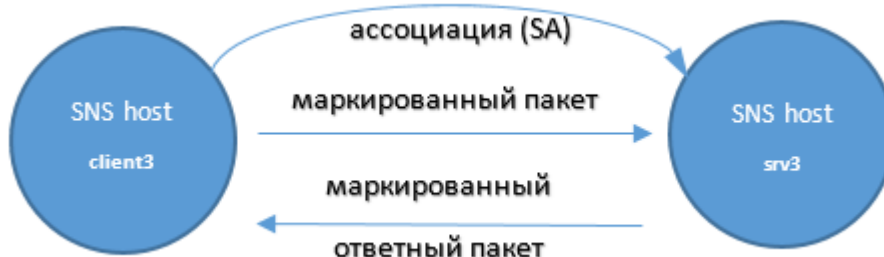 ассоциация (SA)
SNS host
client3
маркированный пакет
SNS host
srv3
маркированный
ответный пакет